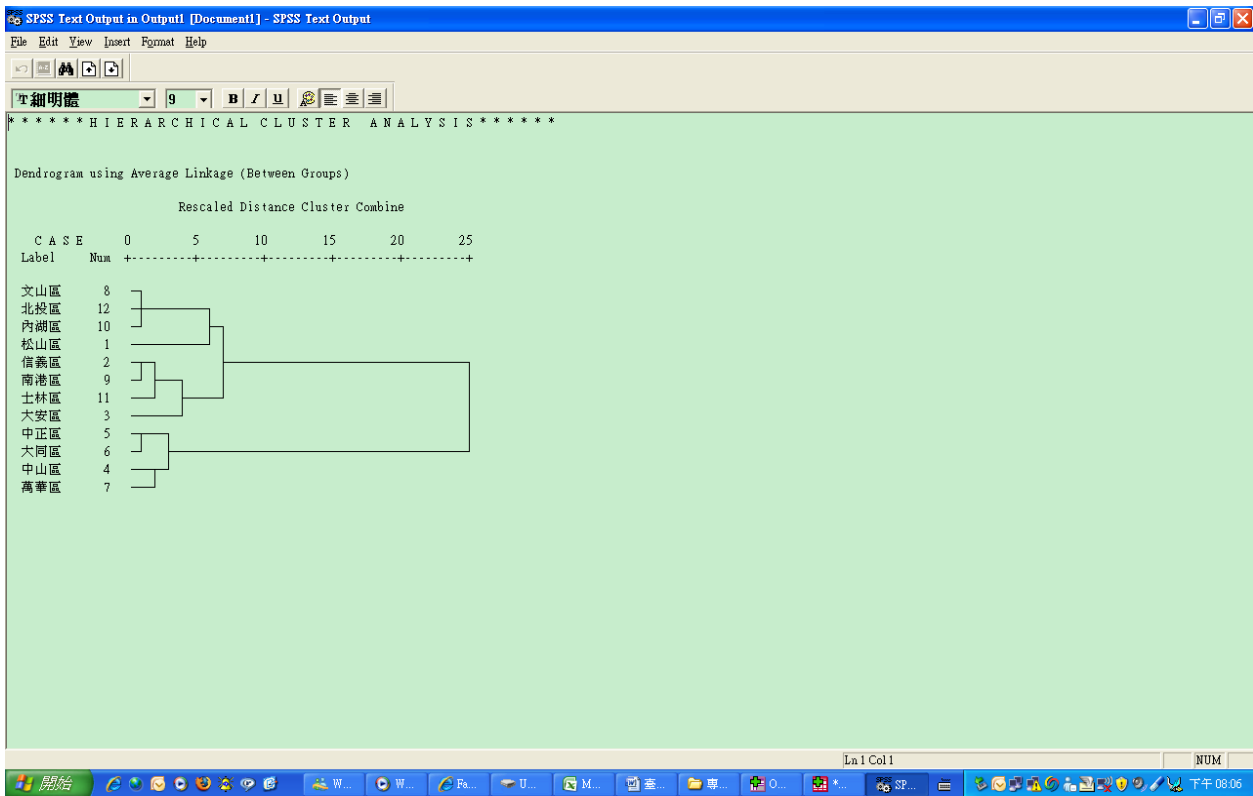 SPSS Text Output in Output1 [Document1] - SPSS Text Output
File Edit View Insert Format Help
細明體 9 B I U
* * * * * * H I E R A R C H I C A L C L U S T E R A N A L Y S I S * * * * * *
Dendrogram using Average Linkage (Between Groups)
Rescaled Distance Cluster Combine
C A S E 0 5 10 15 20 25
Label Num +---------+---------+---------+---------+---------+
文山區 8
北投區 12
內湖區 10
松山區 1
信義區 2
南港區 9
士林區 11
大安區 3
中正區 5
大同區 6
中山區 4
萬華區 7
Ln 1 Col 1 NUM
開始 W... W... Fa... U... M... 臺... 專... O... *... SP... 下午 08:06